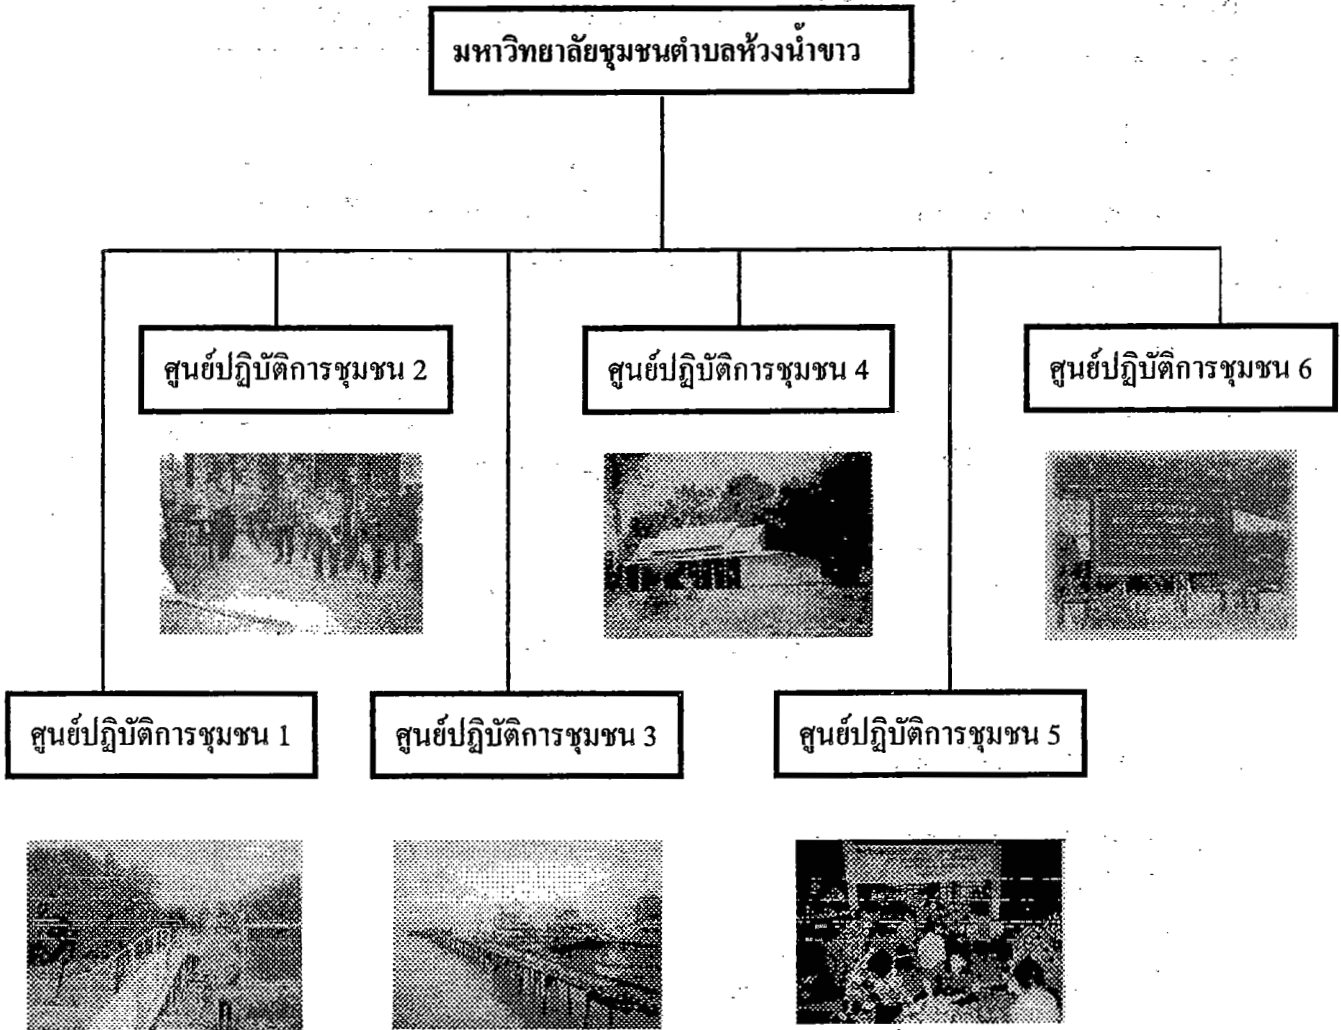 มหาวิทยาลัยชุมชนตำบลห้วงน้ำขาว
ศูนย์ปฏิบัติการชุมชน 2
ศูนย์ปฏิบัติการชุมชน 4
ศูนย์ปฏิบัติการชุมชน 6
ศูนย์ปฏิบัติการชุมชน 1
ศูนย์ปฏิบัติการชุมชน 3
ศูนย์ปฏิบัติการชุมชน 5